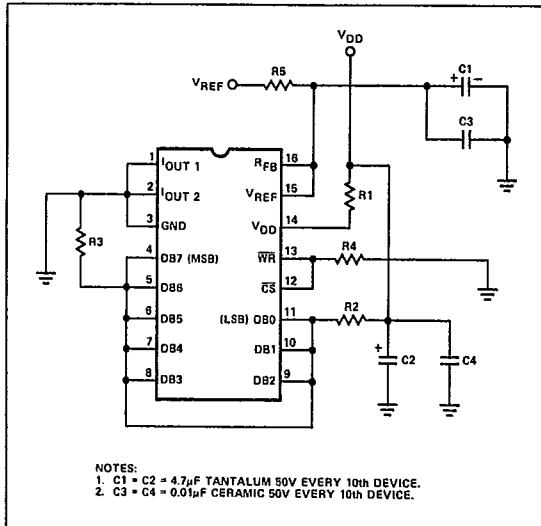 VDD
VREF
R5
C1
+
−
C3
1 IOUT 1
2 IOUT 2
3 GND
4 DB7 (MSB)
5 DB6
6 DB5
7 DB4
8 DB3
RFB 16
VREF 15
VDD 14
WR 13
CS 12
(LSB) DB0 11
DB1 10
DB2 9
R3
R1
R4
R2
+
C2
C4
NOTES:
1. C1 = C2 = 4.7µF TANTALUM 50V EVERY 10th DEVICE.
2. C3 = C4 = 0.01µF CERAMIC 50V EVERY 10th DEVICE.